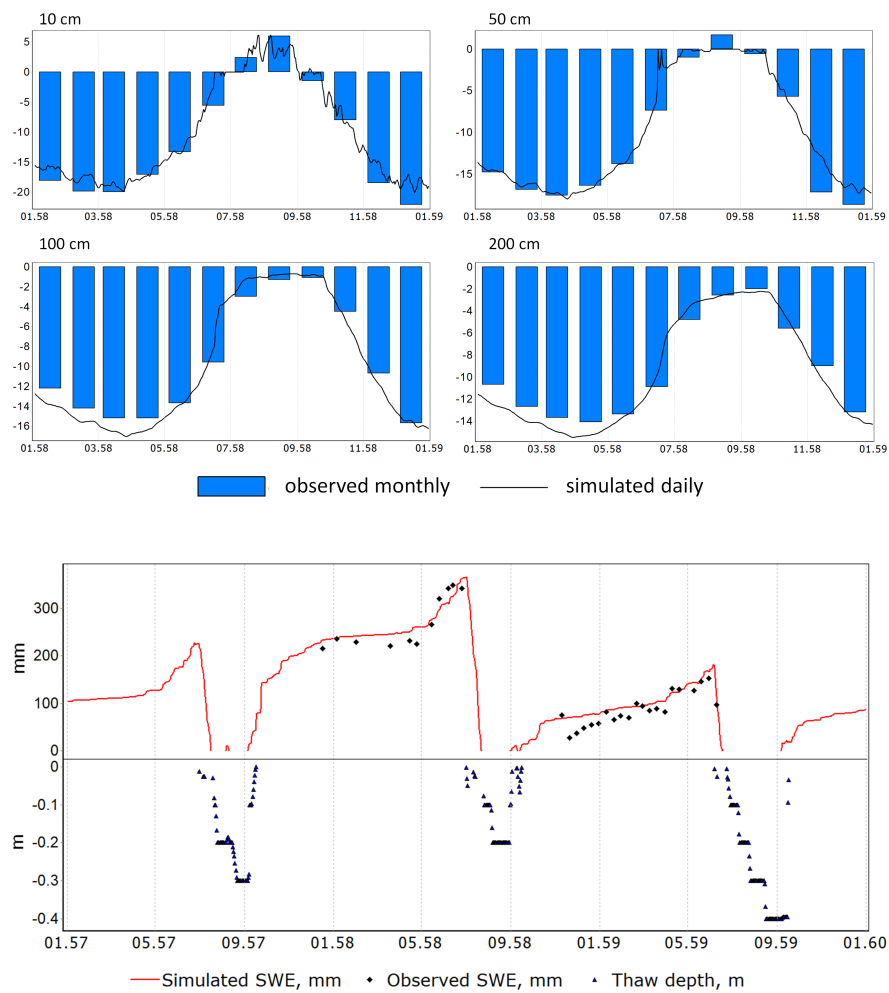 10 cm
50 cm
5
0
-5
-10
-15
-20
01.58 03.58 05.58 07.58 09.58 11.58 01.59
0
-5
-10
-15
01.58 03.58 05.58 07.58 09.58 11.58 01.59
100 cm
200 cm
0
-2
-4
-6
-8
-10
-12
-14
-16
01.58 03.58 05.58 07.58 09.58 11.58 01.59
0
-2
-4
-6
-8
-10
-12
-14
01.58 03.58 05.58 07.58 09.58 11.58 01.59
observed monthly simulated daily
mm
300
200
100
0
m
0
-0.1
-0.2
-0.3
-0.4
01.57 05.57 09.57 01.58 05.58 09.58 01.59 05.59 09.59 01.60
Simulated SWE, mm Observed SWE, mm Thaw depth, m